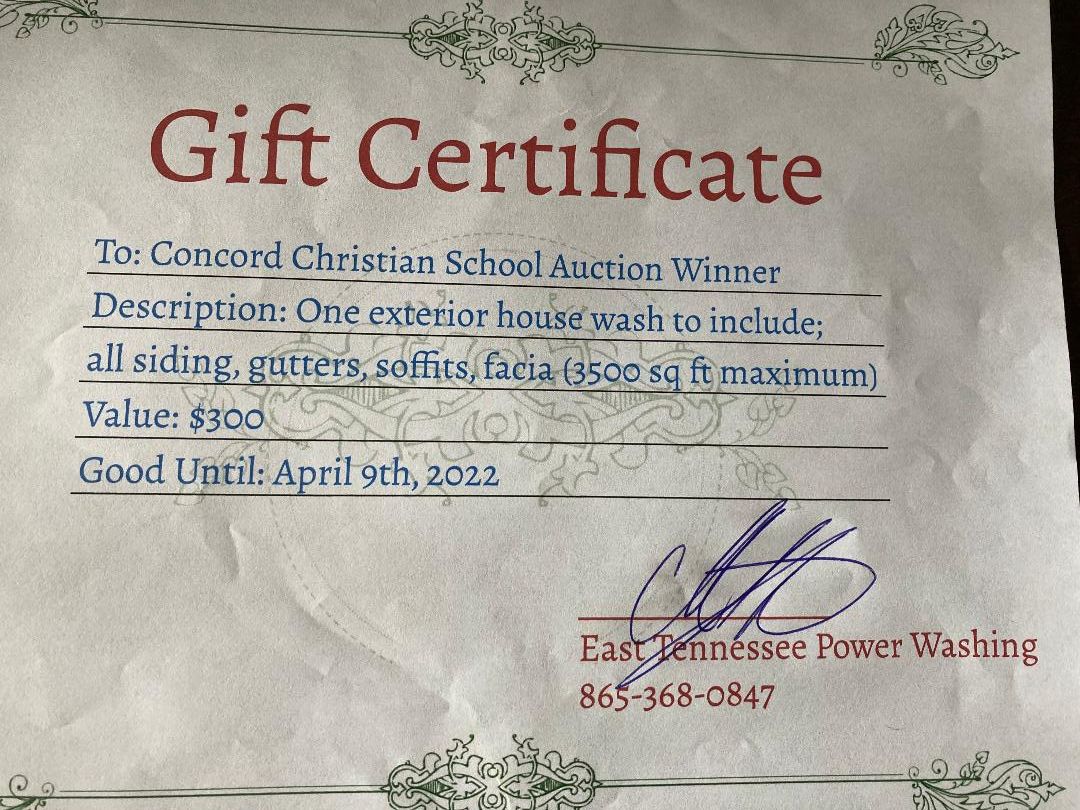 Gift Certificate
To: Concord Christian School Auction Winner
Description: One exterior house wash to include;
all siding, gutters, soffits, facia (3500 sq ft maximum)
Value: $300
Good Until: April 9th, 2022
East Tennessee Power Washing
865-368-0847